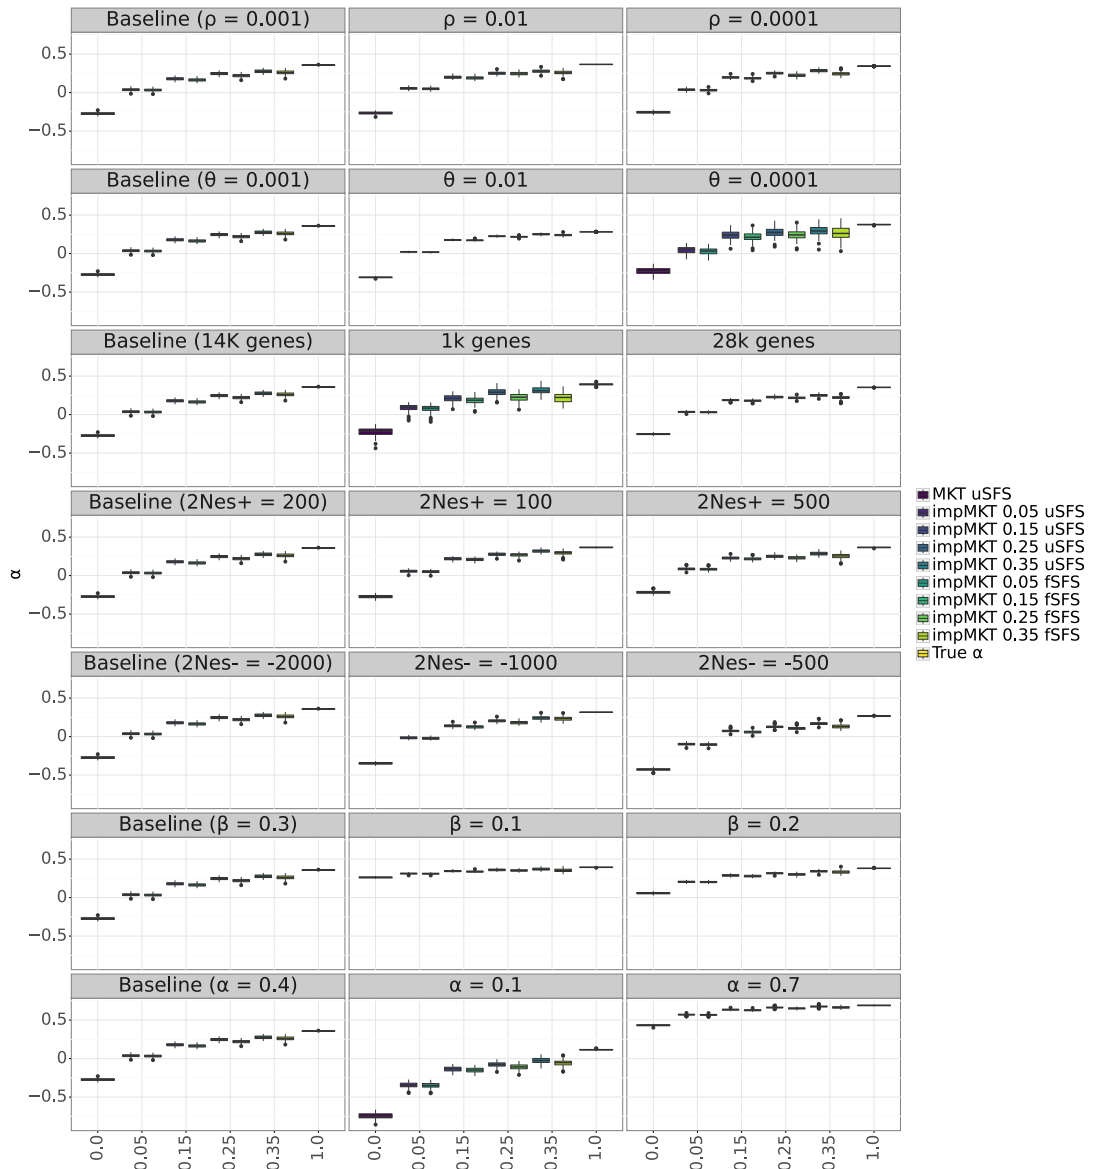 Baseline (ρ = 0.001)
ρ = 0.01
ρ = 0.0001
0.5
0
−0.5
Baseline (θ = 0.001)
θ = 0.01
θ = 0.0001
0.5
0
−0.5
Baseline (14K genes)
1k genes
28k genes
0.5
0
−0.5
Baseline (2Nes+ = 200)
2Nes+ = 100
2Nes+ = 500
0.5
0
−0.5
α
Baseline (2Nes- = -2000)
2Nes- = -1000
2Nes- = -500
0.5
0
−0.5
Baseline (β = 0.3)
β = 0.1
β = 0.2
0.5
0
−0.5
Baseline (α = 0.4)
α = 0.1
α = 0.7
0.5
0
−0.5
0.0
0.05
0.15
0.25
0.35
1.0
0.0
0.05
0.15
0.25
0.35
1.0
0.0
0.05
0.15
0.25
0.35
1.0
MKT uSFS
impMKT 0.05 uSFS
impMKT 0.15 uSFS
impMKT 0.25 uSFS
impMKT 0.35 uSFS
impMKT 0.05 fSFS
impMKT 0.15 fSFS
impMKT 0.25 fSFS
impMKT 0.35 fSFS
True α